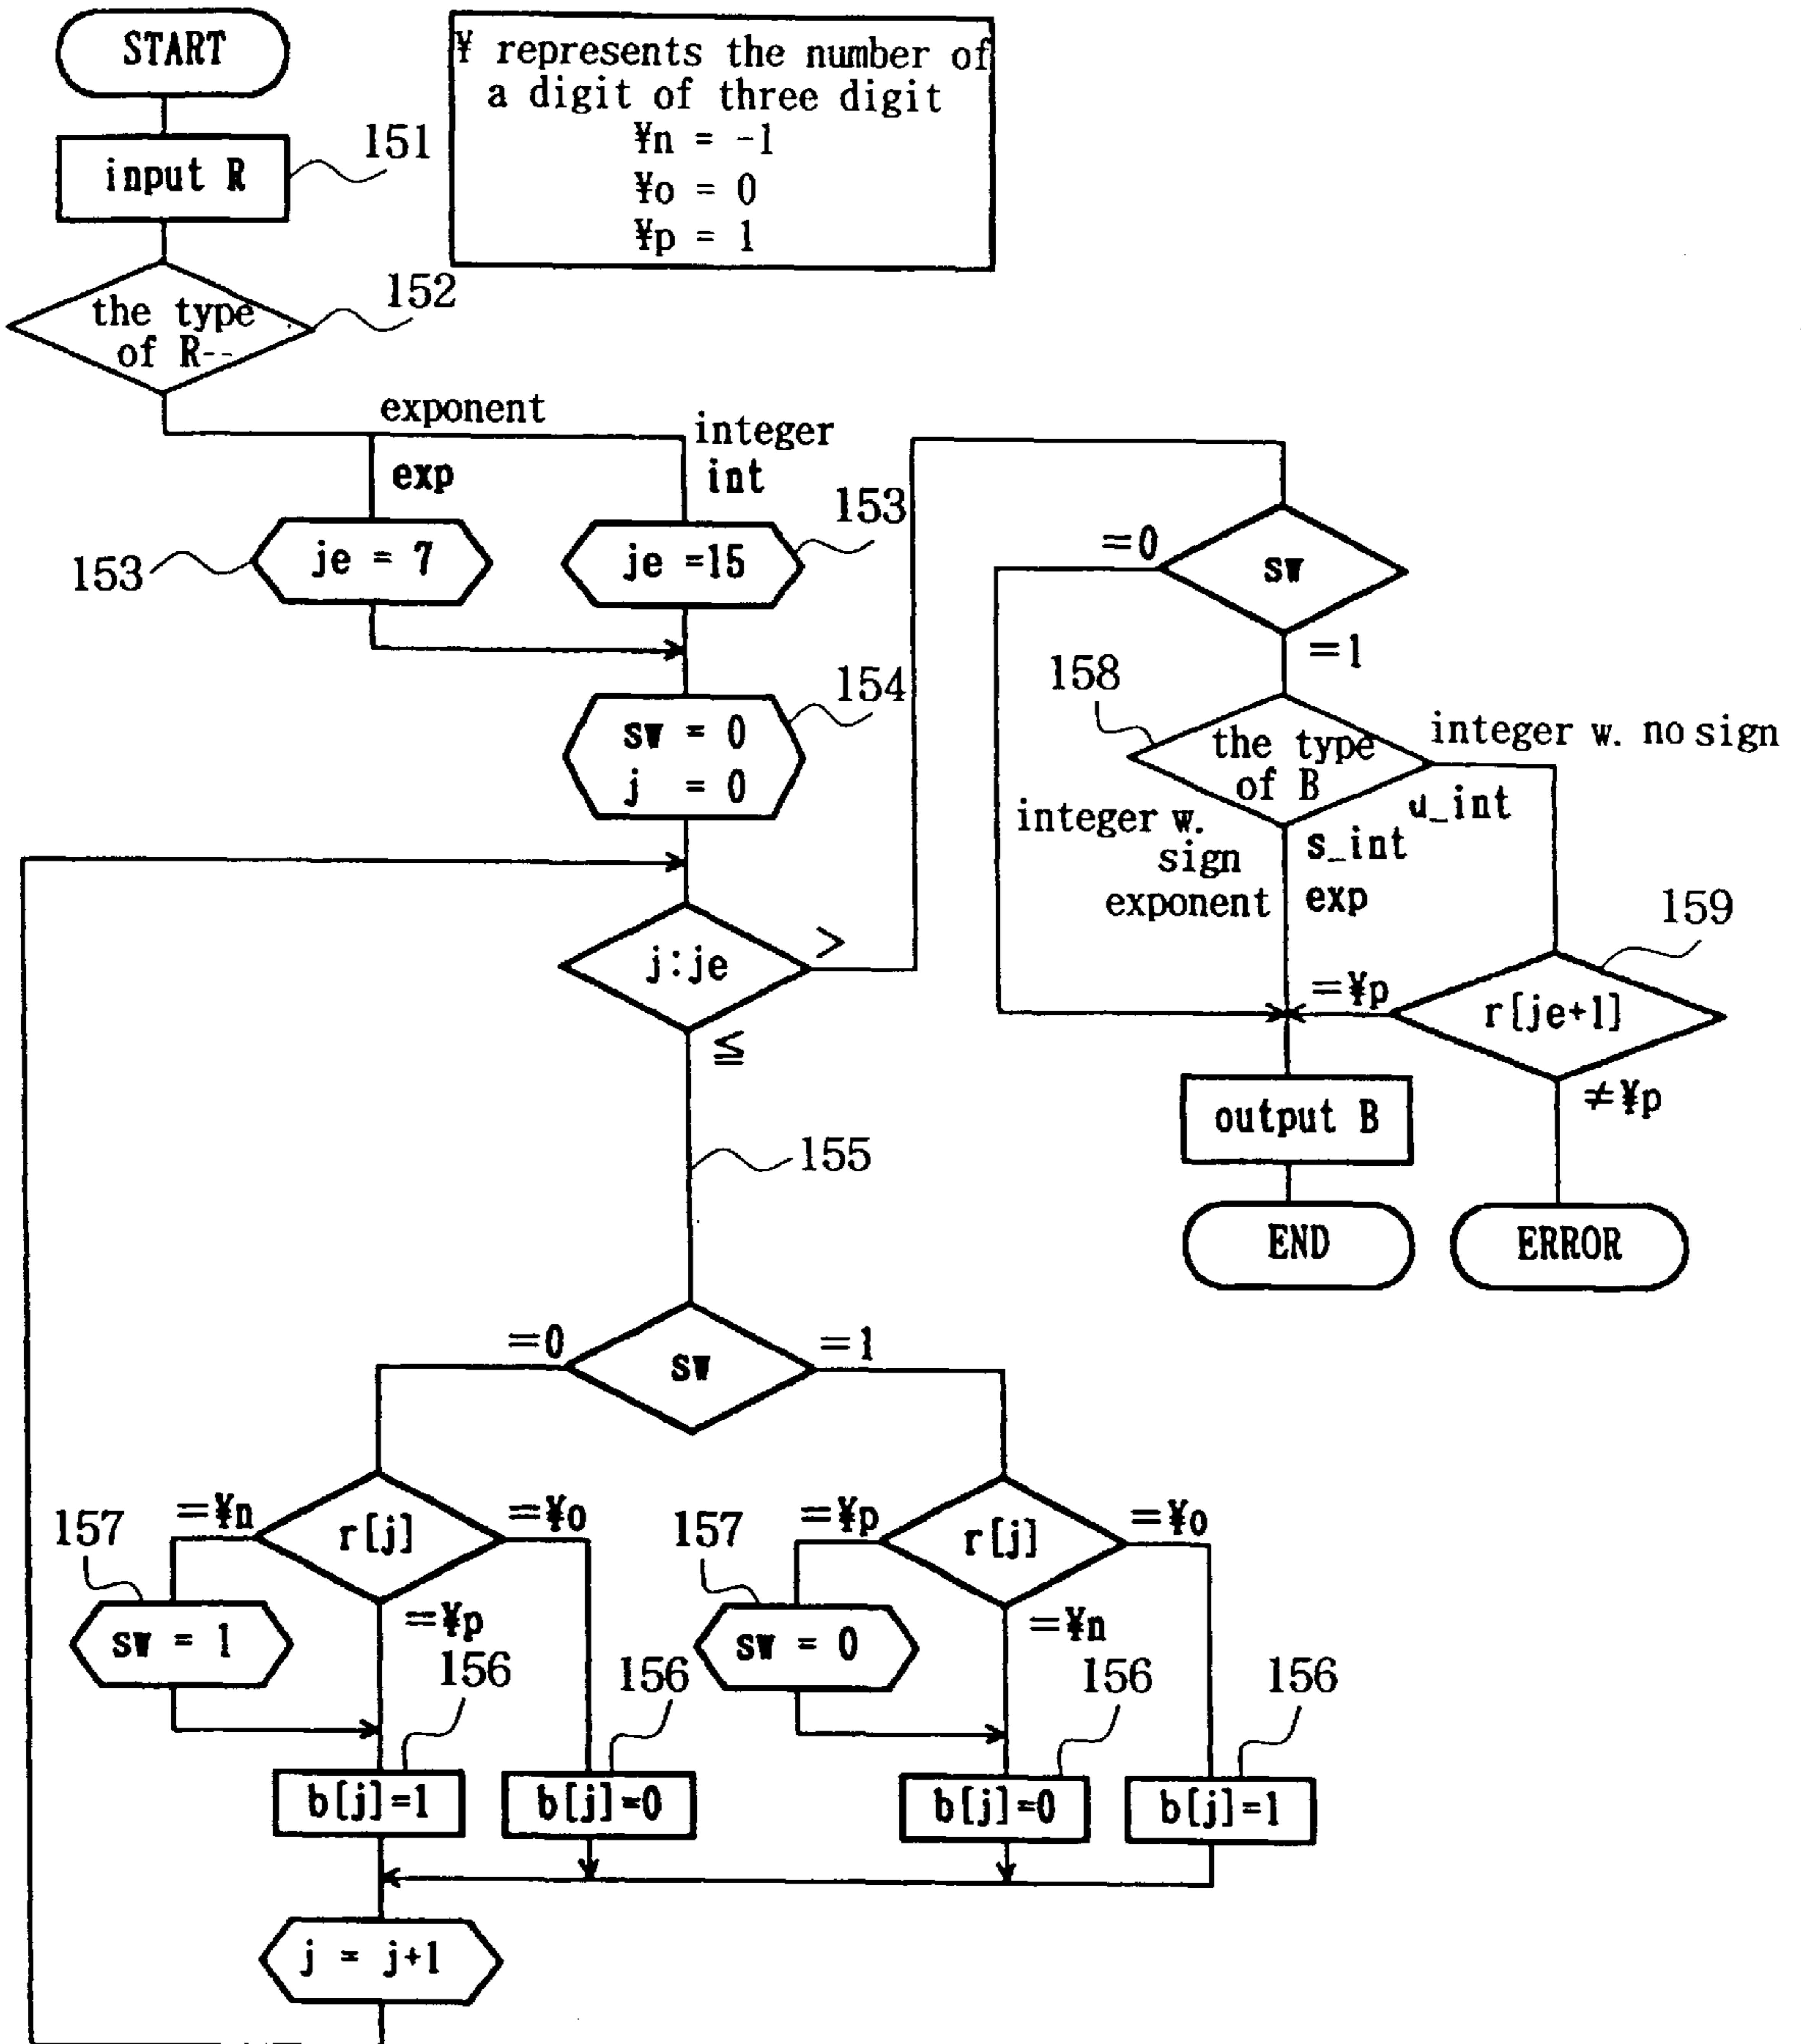 START
¥ represents the number of
a digit of three digit
¥n = -1
¥o = 0
¥p = 1
input R
151
the type
of R--
152
exponent
exp
integer
int
je = 7
153
je =15
153
sw = 0
j = 0
154
j:je
>
≦
155
sw
=0
=1
r[j]
=¥n
=¥o
=¥p
157
sw = 1
156
b[j]=1
156
b[j]=0
r[j]
=¥p
=¥o
=¥n
157
sw = 0
156
b[j]=0
156
b[j]=1
j = j+1
sw
=0
=1
158
the type
of B
integer w. no sign
u_int
integer w.
sign
exponent
s_int
exp
159
r[je+1]
=¥p
≠¥p
output B
END
ERROR